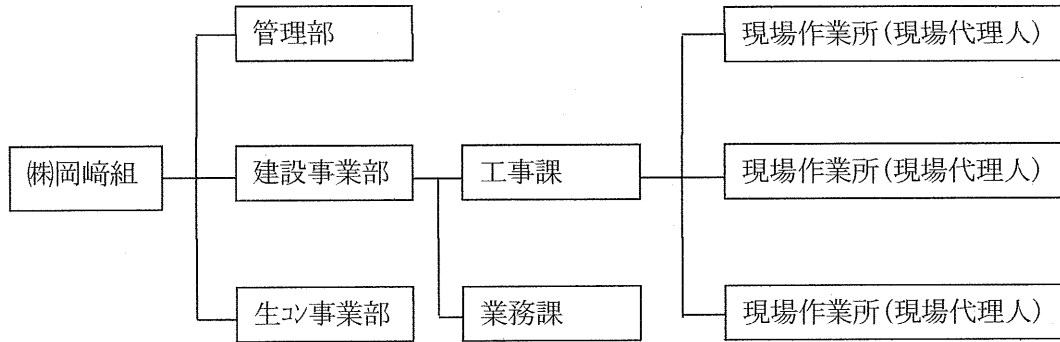 管理部
現場作業所(現場代理人)
㈱岡﨑組
建設事業部
工事課
現場作業所(現場代理人)
生コン事業部
業務課
現場作業所(現場代理人)